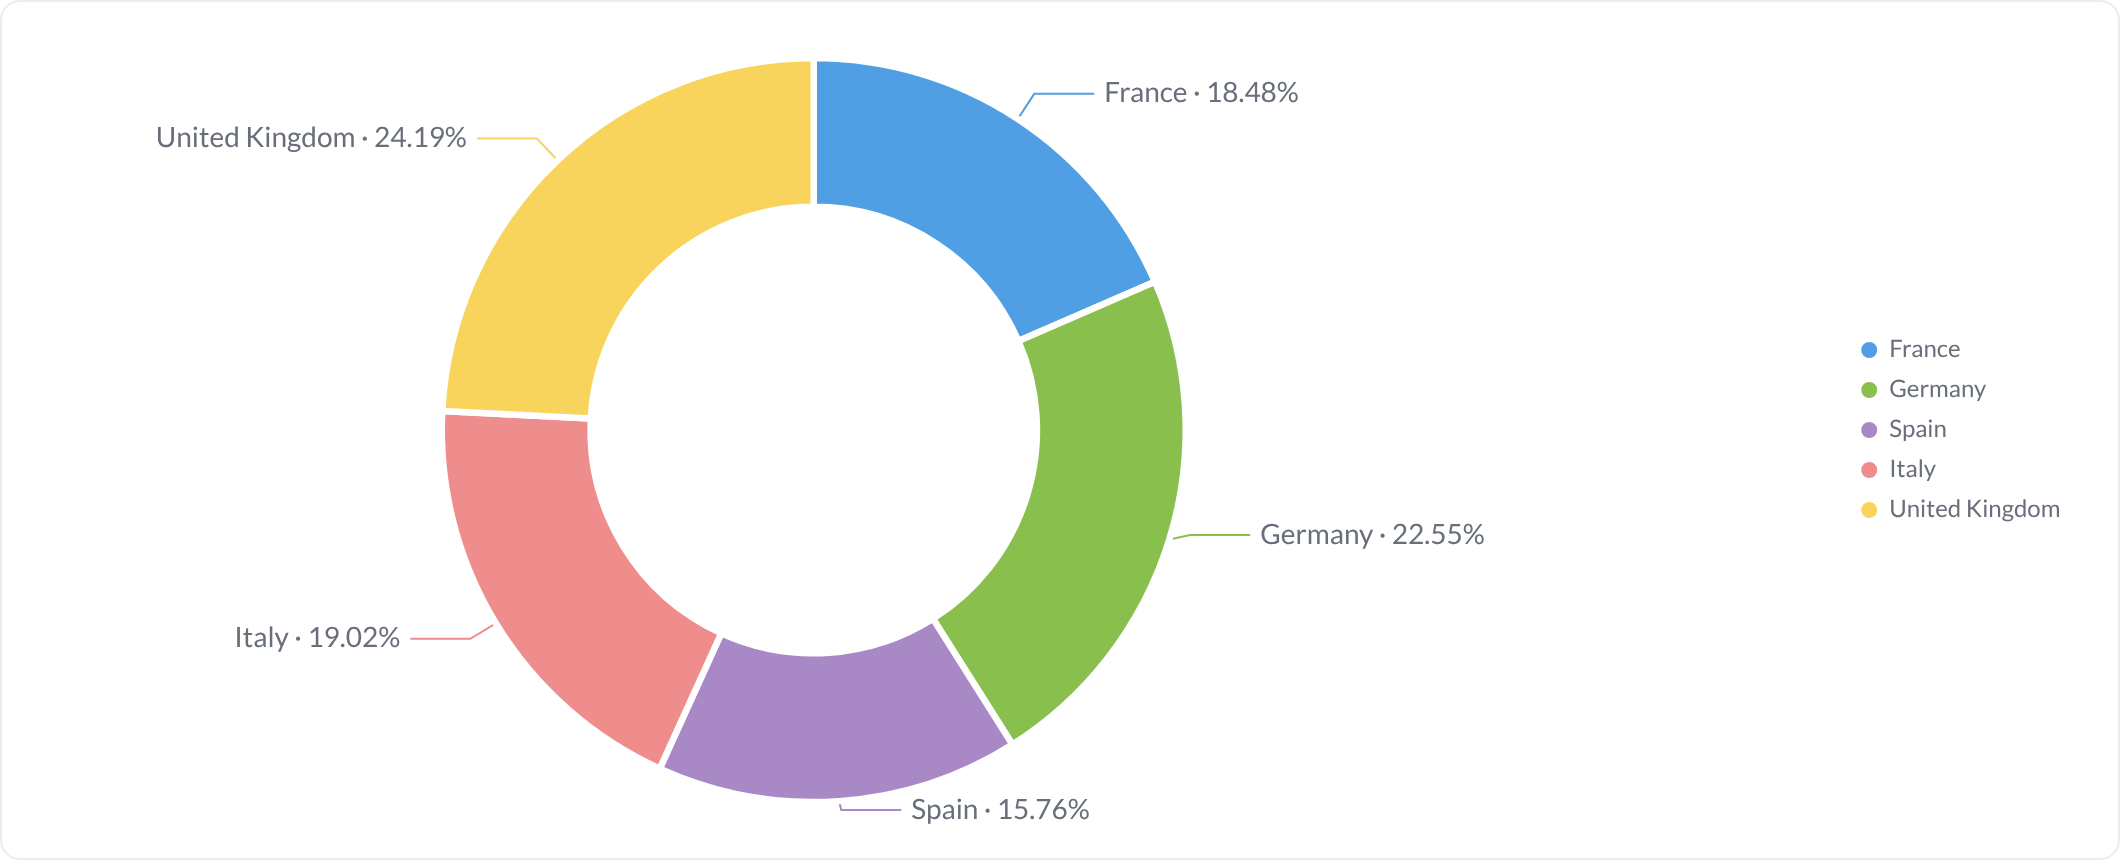 France · 18.48%
United Kingdom · 24.19%
Germany · 22.55%
Italy · 19.02%
Spain · 15.76%
France
Germany
Spain
Italy
United Kingdom